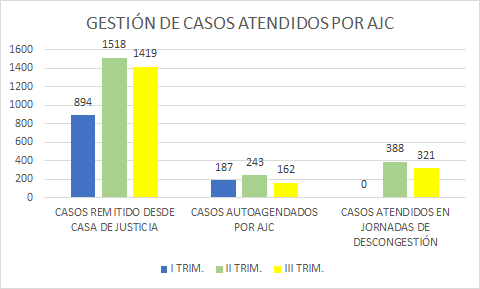 GESTIÓN DE CASOS ATENDIDOS POR AJC
1600
1400
1200
1000
800
600
400
200
0
894
1518
1419
187
243
162
0
388
321
CASOS REMITIDO DESDE
CASA DE JUSTICIA
CASOS AUTOAGENDADOS
POR AJC
CASOS ATENDIDOS EN
JORNADAS DE
DESCONGESTIÓN
I TRIM.
II TRIM.
III TRIM.